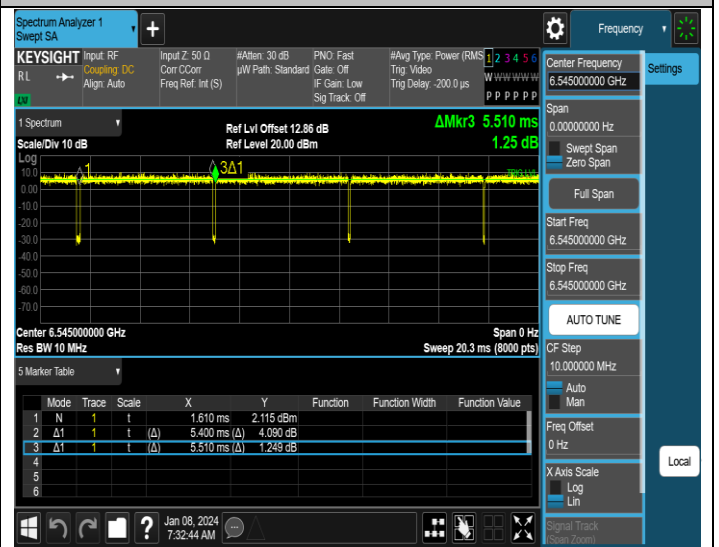 Spectrum Analyzer 1
Swept SA
+
Frequency
KEYSIGHT
RL
LXI
Input: RF
Coupling: DC
Align: Auto
Input Z: 50 Ω
Corr CCorr
Freq Ref: Int (S)
#Atten: 30 dB
µW Path: Standard
PNO: Fast
Gate: Off
IF Gain: Low
Sig Track: Off
#Avg Type: Power (RMS
Trig: Video
Trig Delay: -200.0 µs
1 2 3 4 5 6
W W W W W W
P P P P P P
1 Spectrum
Scale/Div 10 dB
Log
Ref Lvl Offset 12.86 dB
Ref Level 20.00 dBm
ΔMkr3 5.510 ms
1.25 dB
10.0
0.00
-10.0
-20.0
-30.0
-40.0
-50.0
-60.0
-70.0
1
3Δ1
TRIG LVL
Center 6.545000000 GHz
Res BW 10 MHz
Span 0 Hz
Sweep 20.3 ms (8000 pts)
5 Marker Table
Mode Trace Scale X Y Function Function Width Function Value
1 N 1 t 1.610 ms 2.115 dBm
2 Δ1 1 t (Δ) 5.400 ms (Δ) 4.090 dB
3 Δ1 1 t (Δ) 5.510 ms (Δ) 1.249 dB
4
5
6
?
Jan 08, 2024
7:32:44 AM
Center Frequency
6.545000000 GHz
Settings
Span
0.00000000 Hz
Swept Span
Zero Span
Full Span
Start Freq
6.545000000 GHz
Stop Freq
6.545000000 GHz
AUTO TUNE
CF Step
10.000000 MHz
Auto
Man
Freq Offset
0 Hz
X Axis Scale
Log
Lin
Local
Signal Track
(Span Zoom)